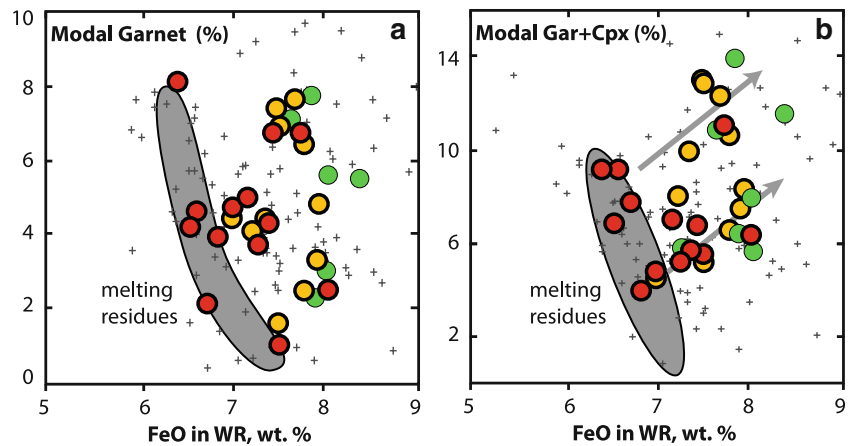 Modal Garnet (%)
a
10
8
6
4
2
0
melting
residues
5
6
7
8
9
FeO in WR, wt. %
Modal Gar+Cpx (%)
b
14
10
6
2
melting
residues
5
6
7
8
9
FeO in WR, wt. %